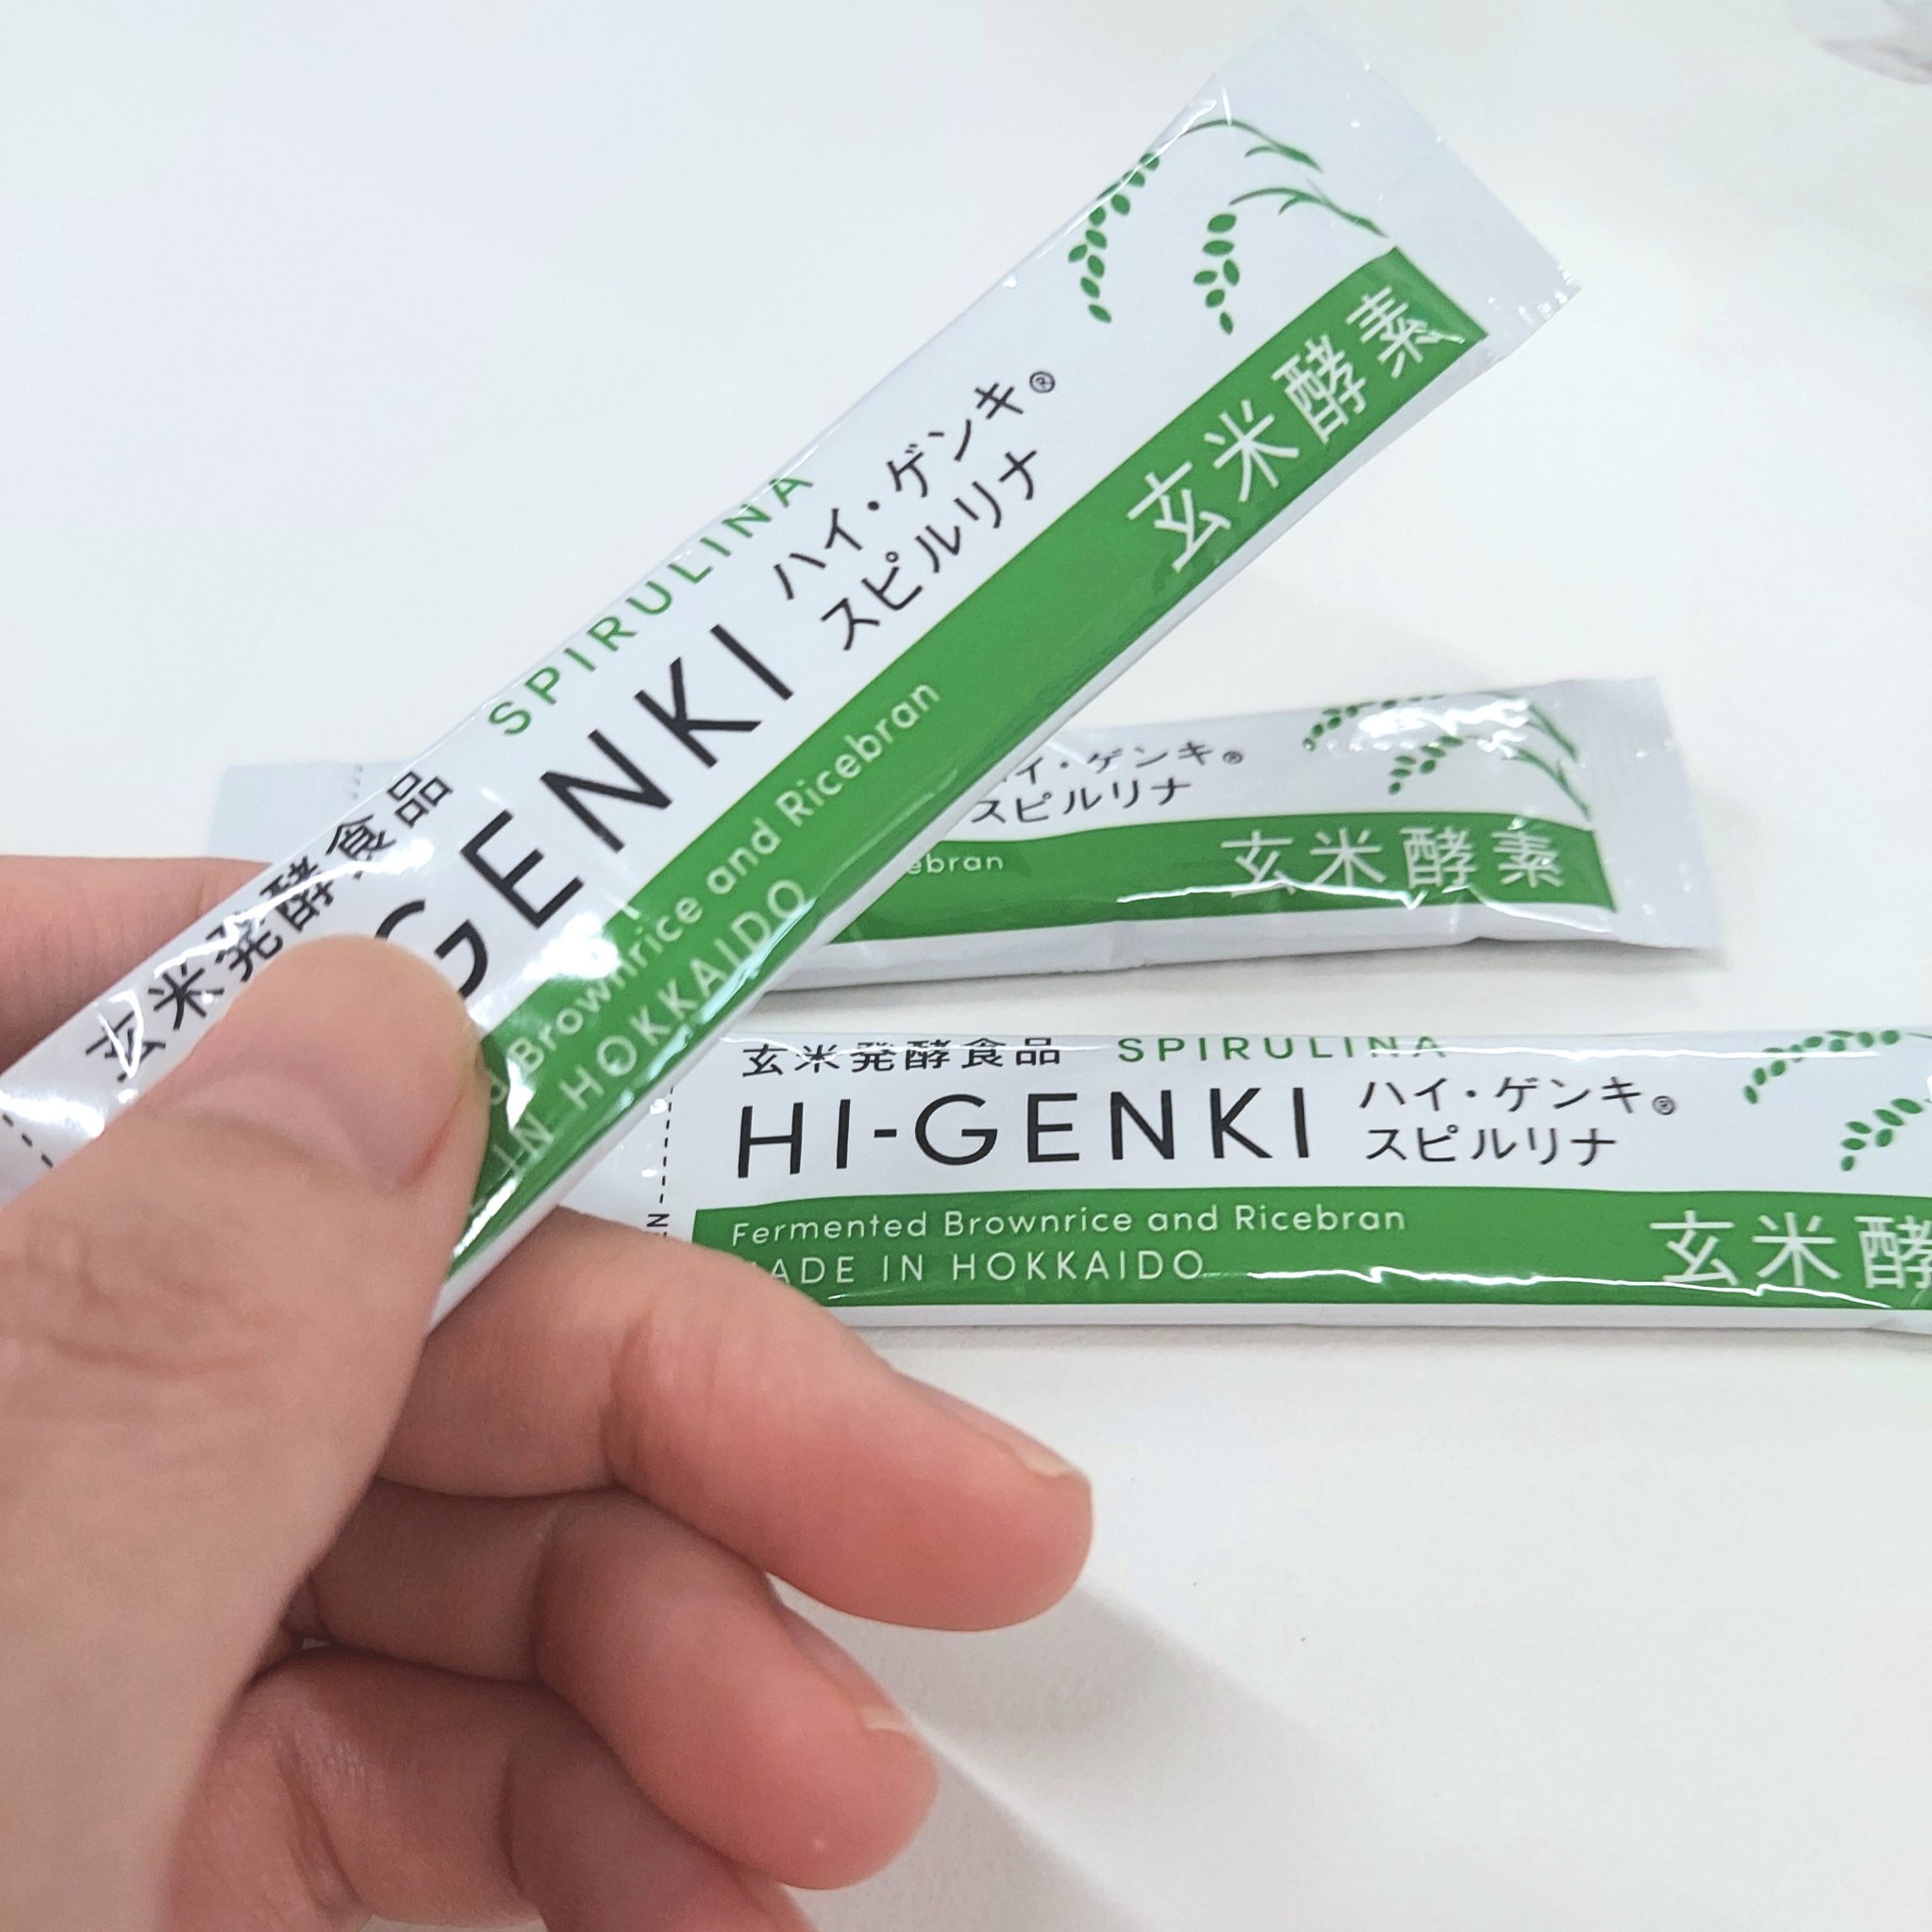 玄米発酵食品 SPIRULINA
GENKI ハイ・ゲンキ®
スピルリナ
Brownrice and Ricebran
IN HOKKAIDO
玄米酵素
イ・ゲンキ®
スピルリナ
玄米酵素
玄米発酵食品 SPIRULINA
HI-GENKI ハイ・ゲンキ®
スピルリナ
Fermented Brownrice and Ricebran
MADE IN HOKKAIDO
玄米酵